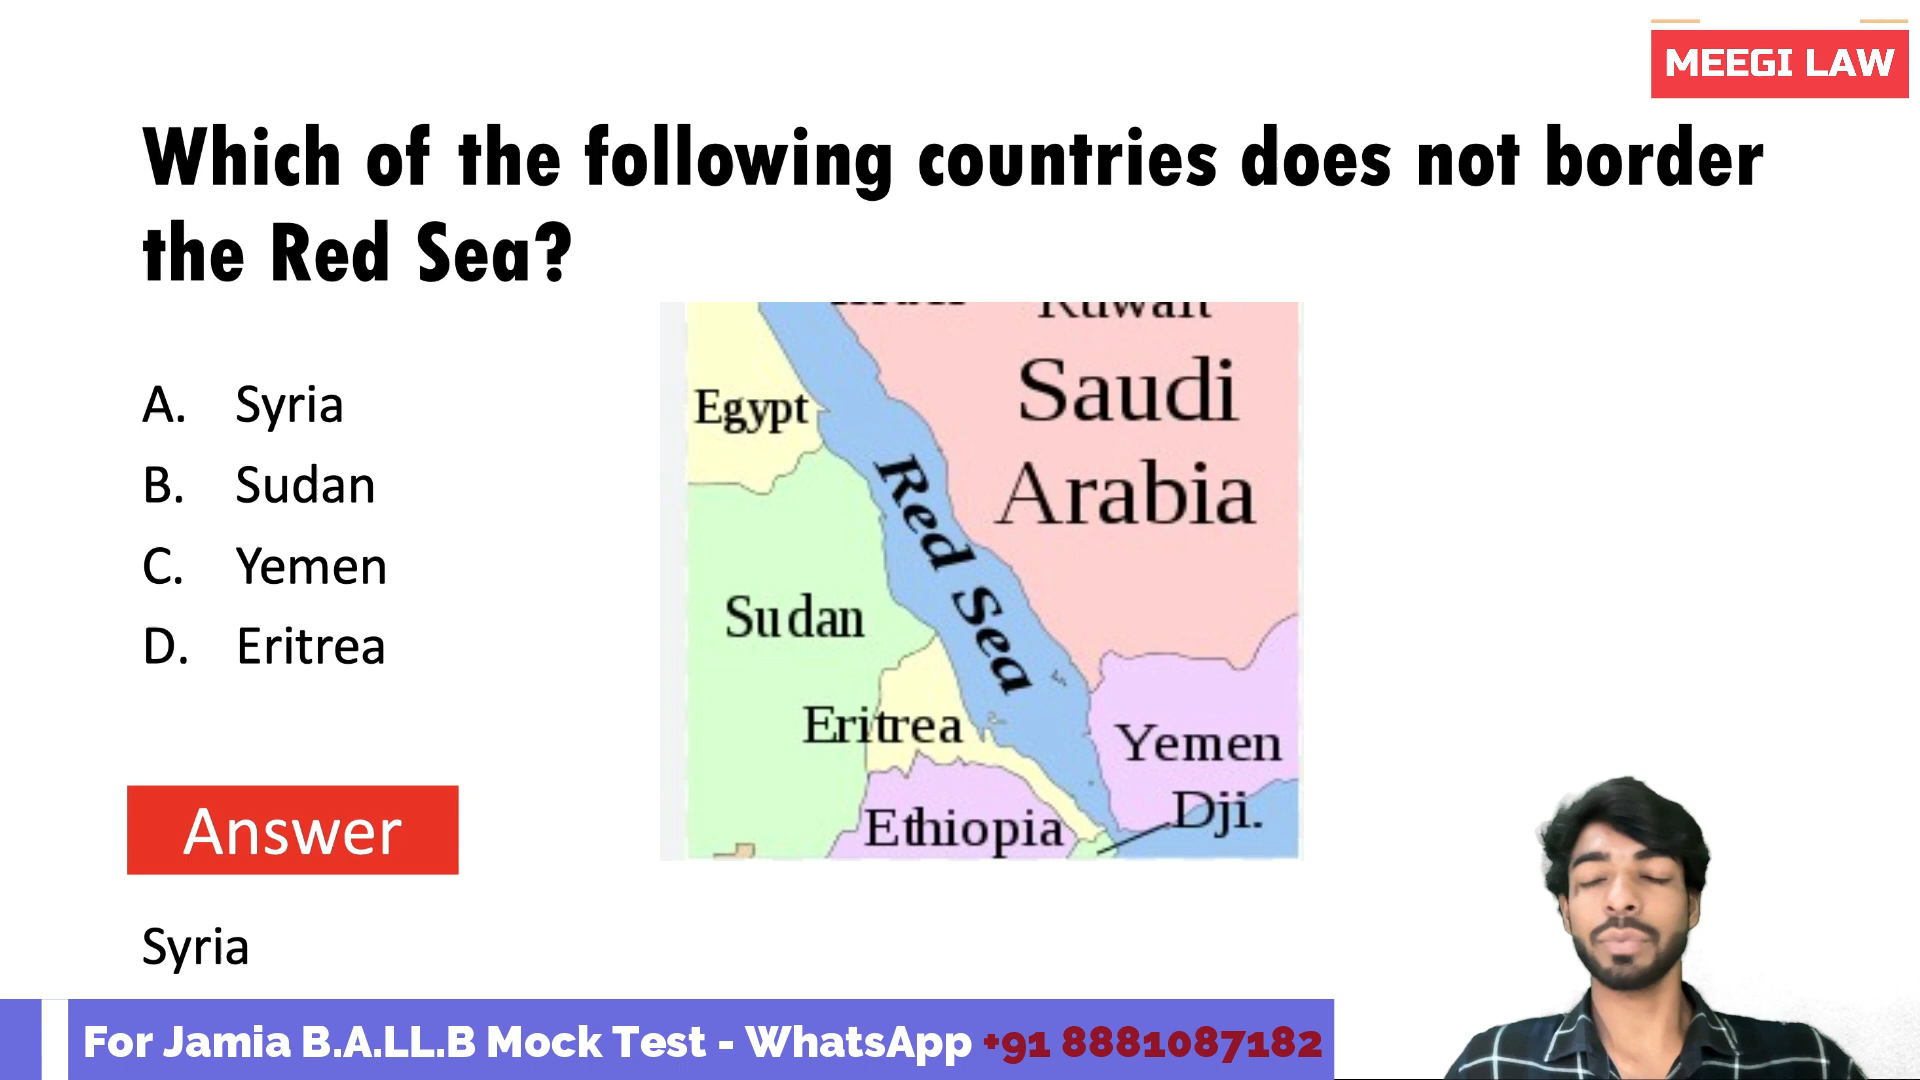 MEEGI LAW
Which of the following countries does not border
the Red Sea?
A. Syria
B. Sudan
C. Yemen
D. Eritrea
Kuwait
Saudi
Arabia
Egypt
Red Sea
Sudan
Eritrea
Yemen
Ethiopia
Dji.
Answer
Syria
For Jamia B.A.LL.B Mock Test - WhatsApp +91 8881087182